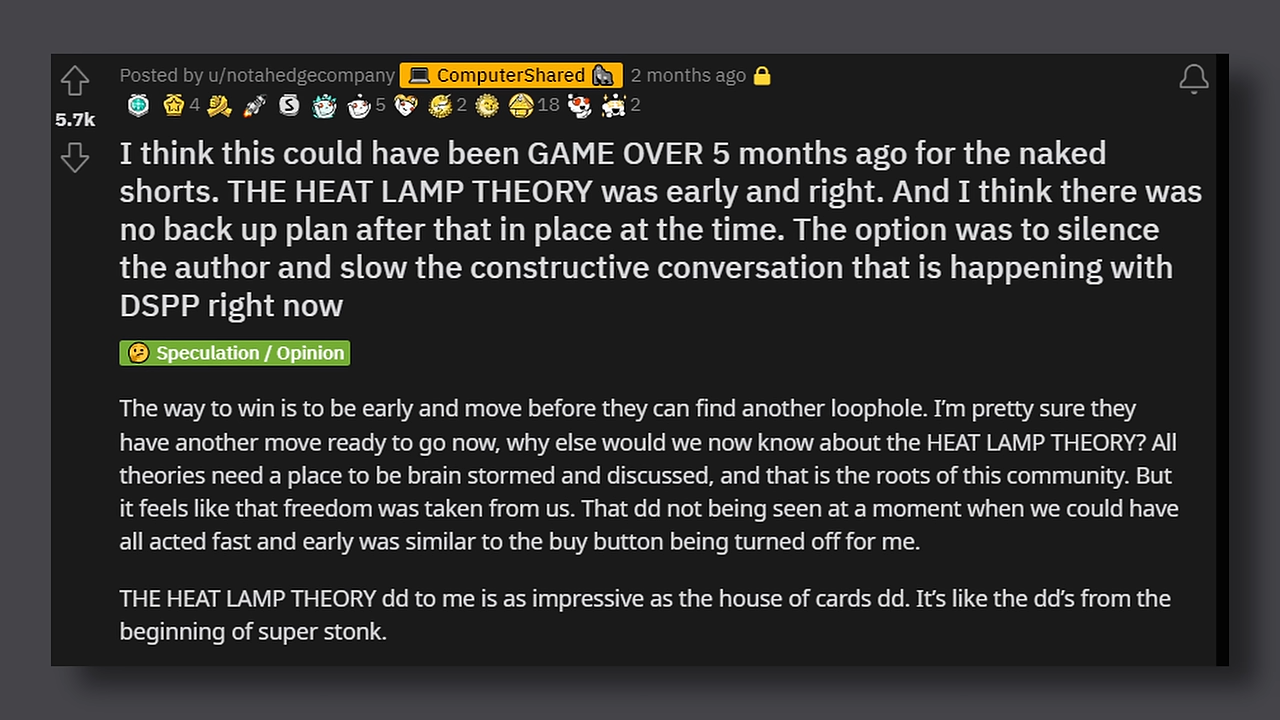 Posted by u/notahedgecompany 💻 ComputerShared 🦍 2 months ago 🔒
4 5 2 18 2
5.7k
I think this could have been GAME OVER 5 months ago for the naked
shorts. THE HEAT LAMP THEORY was early and right. And I think there was
no back up plan after that in place at the time. The option was to silence
the author and slow the constructive conversation that is happening with
DSPP right now
🤔 Speculation / Opinion
The way to win is to be early and move before they can find another loophole. I’m pretty sure they
have another move ready to go now, why else would we now know about the HEAT LAMP THEORY? All
theories need a place to be brain stormed and discussed, and that is the roots of this community. But
it feels like that freedom was taken from us. That dd not being seen at a moment when we could have
all acted fast and early was similar to the buy button being turned off for me.
THE HEAT LAMP THEORY dd to me is as impressive as the house of cards dd. It’s like the dd’s from the
beginning of super stonk.